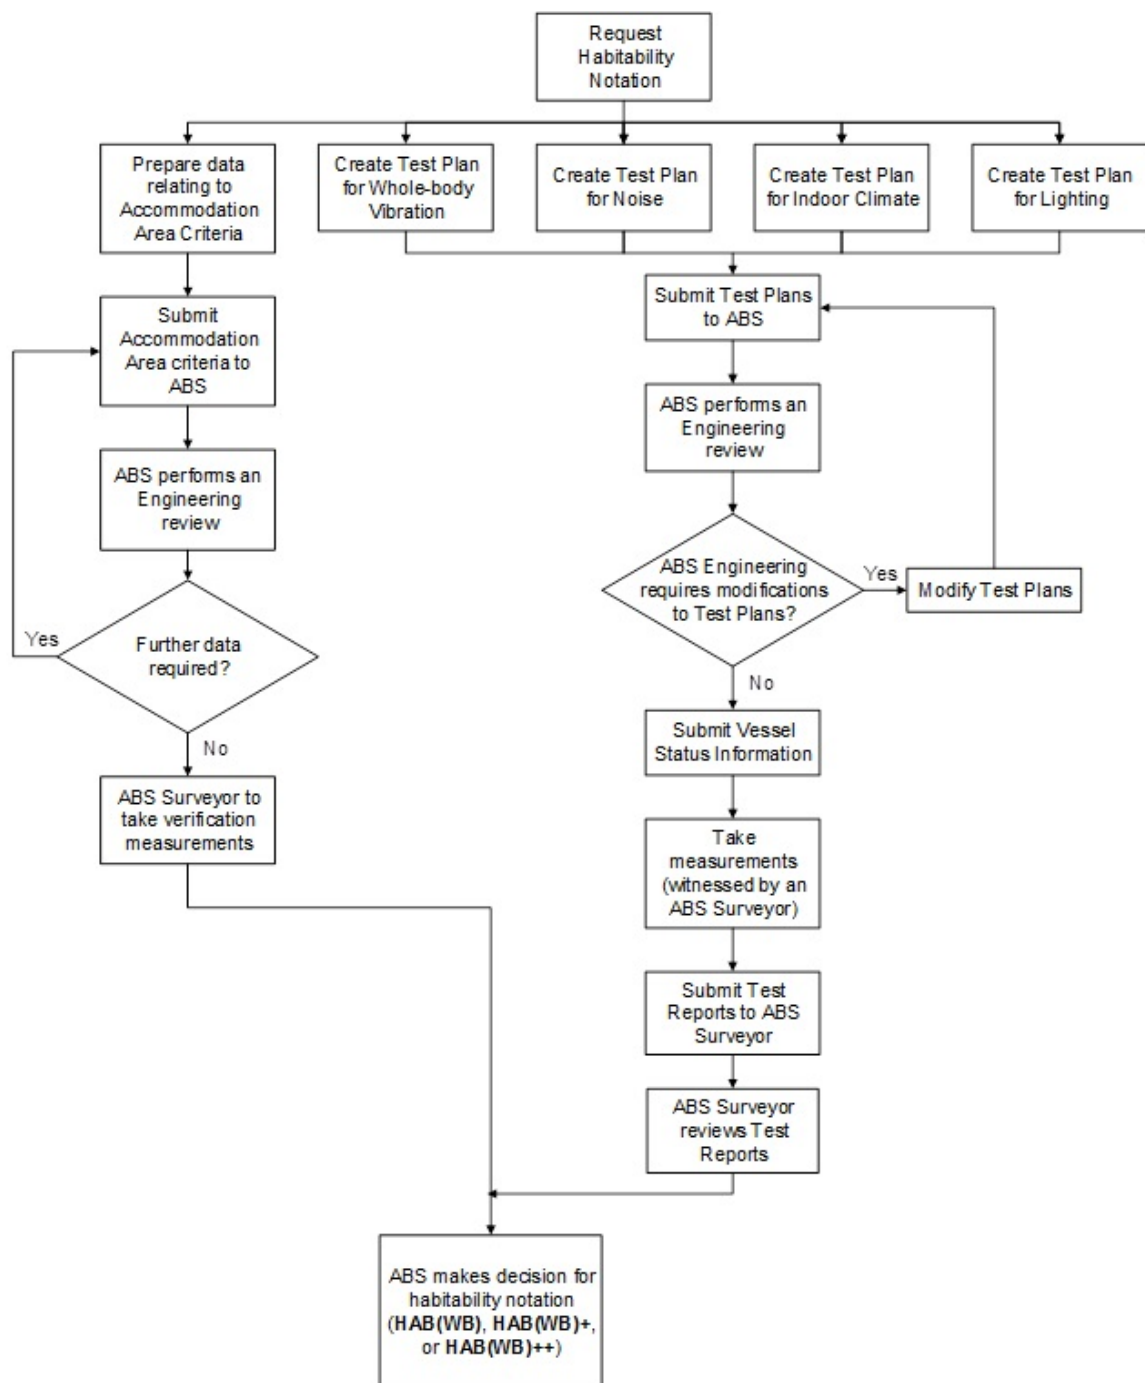 Request
Habitability
Notation
Prepare data
relating to
Accommodation
Area Criteria
Create Test Plan
for Whole-body
Vibration
Create Test Plan
for Noise
Create Test Plan
for Indoor Climate
Create Test Plan
for Lighting
Submit
Accommodation
Area criteria to
ABS
ABS performs an
Engineering
review
Yes
Further data
required?
No
ABS Surveyor to
take verification
measurements
Submit Test Plans
to ABS
ABS performs an
Engineering
review
ABS Engineering
requires modifications
to Test Plans?
Yes
Modify Test Plans
No
Submit Vessel
Status Information
Take
measurements
(witnessed by an
ABS Surveyor)
Submit Test
Reports to ABS
Surveyor
ABS Surveyor
reviews Test
Reports
ABS makes decision for
habitability notation
(HAB(WB), HAB(WB)+,
or HAB(WB)++)